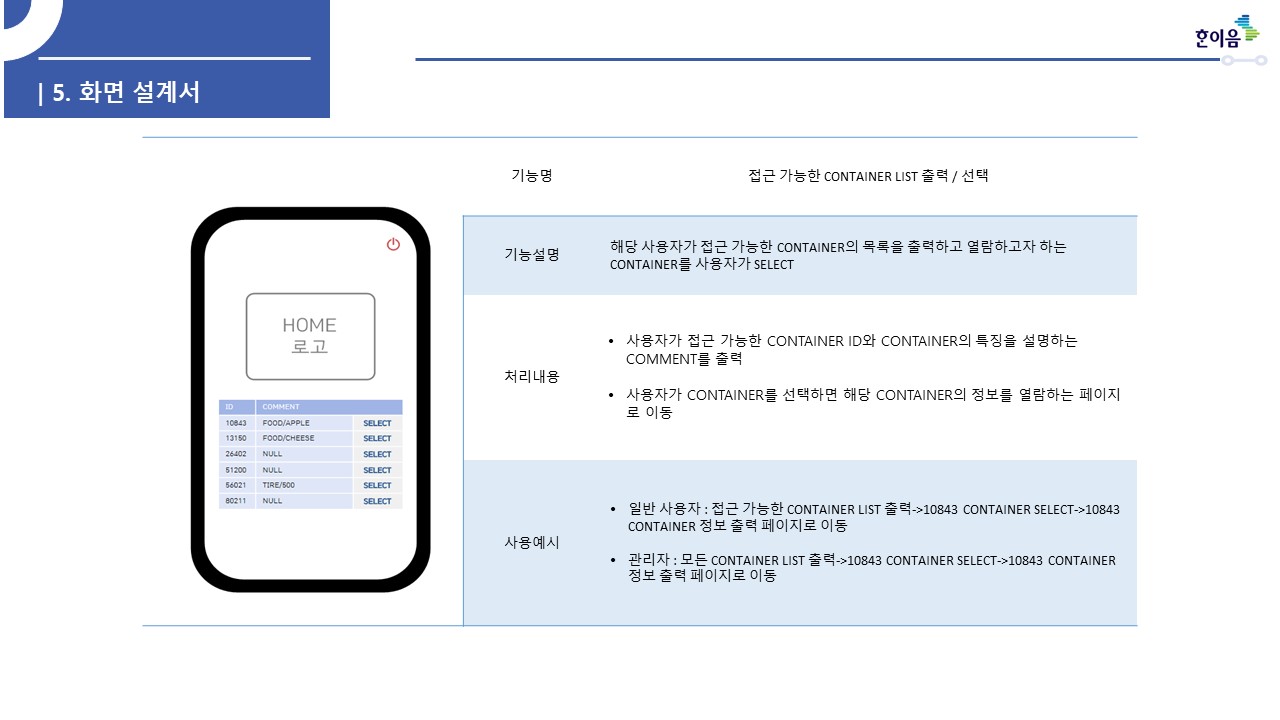 한이음
| 5. 화면 설계서
기능명
접근 가능한 CONTAINER LIST 출력 / 선택
HOME
로고
ID COMMENT
10843 FOOD/APPLE SELECT
13150 FOOD/CHEESE SELECT
26402 NULL SELECT
51200 NULL SELECT
56021 TIRE/500 SELECT
80211 NULL SELECT
기능설명
해당 사용자가 접근 가능한 CONTAINER의 목록을 출력하고 열람하고자 하는
CONTAINER를 사용자가 SELECT
처리내용
• 사용자가 접근 가능한 CONTAINER ID와 CONTAINER의 특징을 설명하는
COMMENT를 출력
• 사용자가 CONTAINER를 선택하면 해당 CONTAINER의 정보를 열람하는 페이지
로 이동
사용예시
• 일반 사용자 : 접근 가능한 CONTAINER LIST 출력->10843 CONTAINER SELECT->10843
CONTAINER 정보 출력 페이지로 이동
• 관리자 : 모든 CONTAINER LIST 출력->10843 CONTAINER SELECT->10843 CONTAINER
정보 출력 페이지로 이동